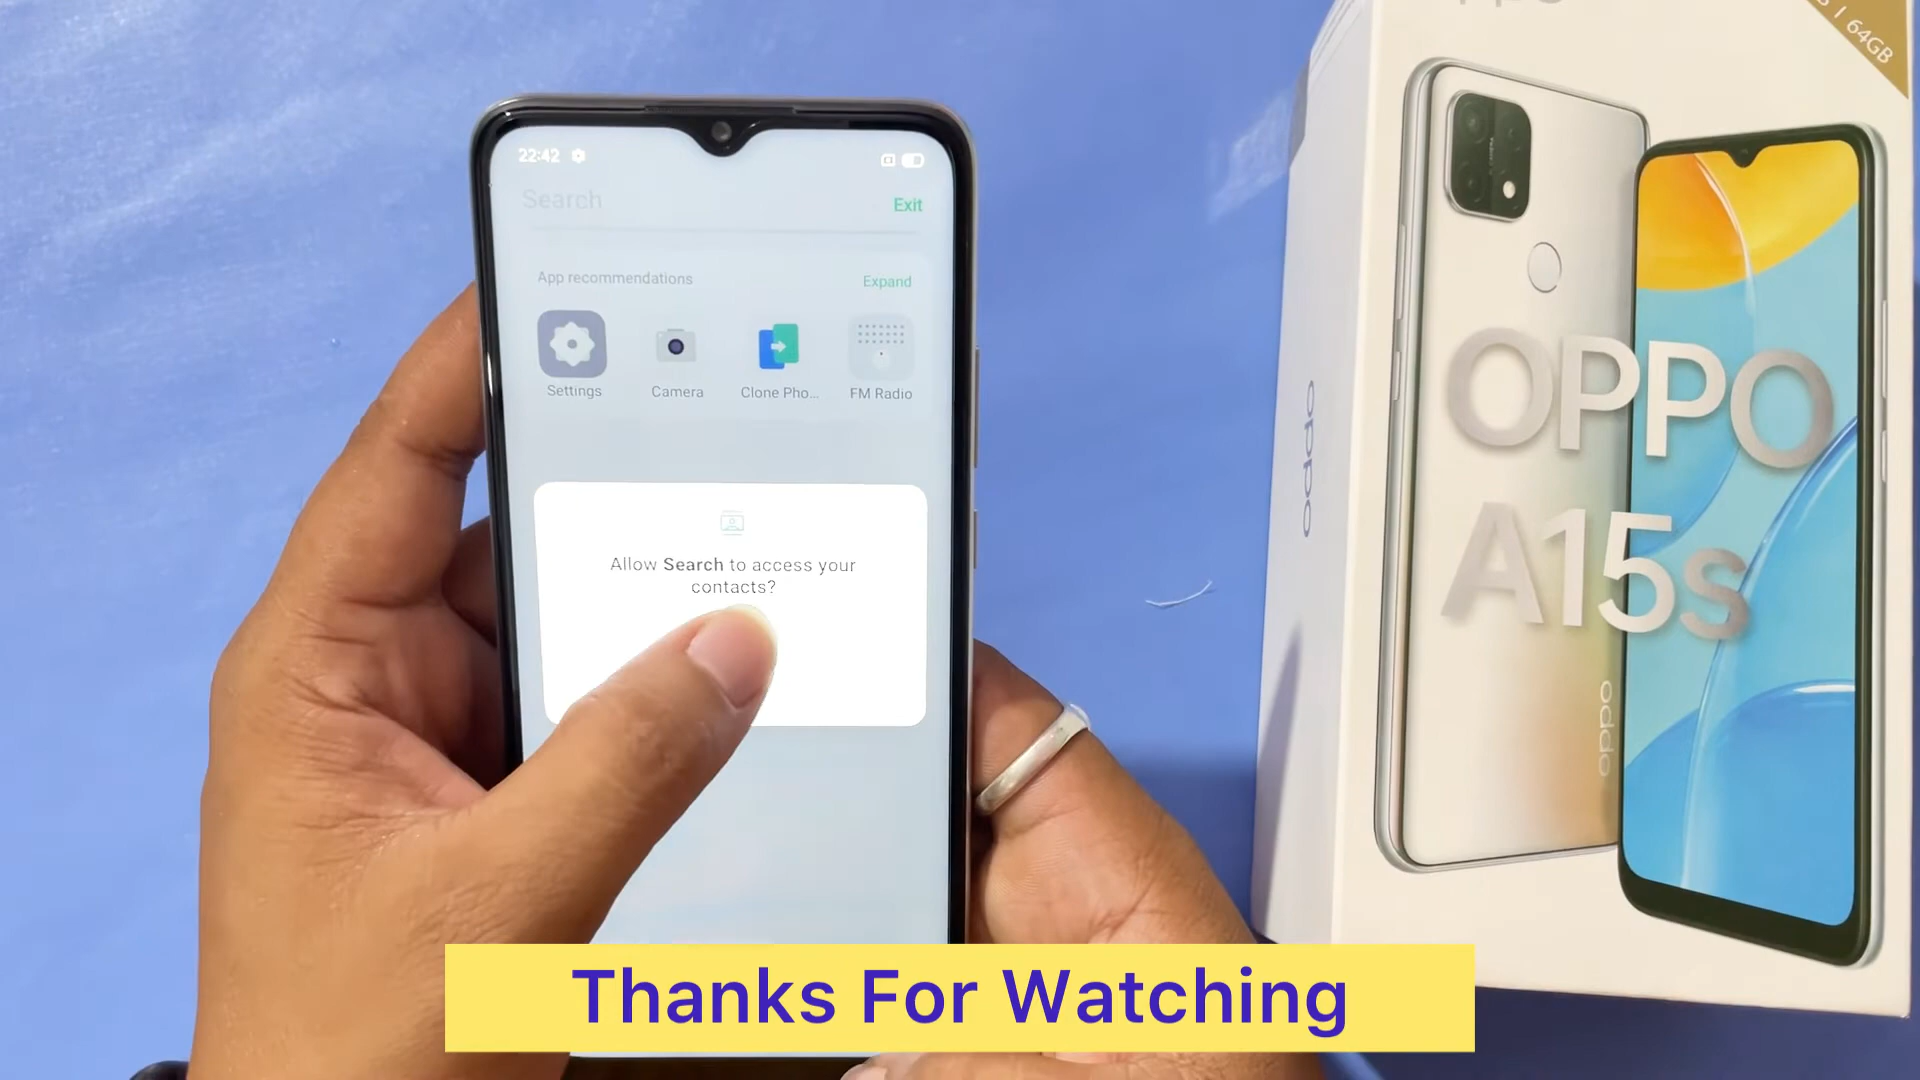 22:42
Search
Exit
App recommendations
Expand
Settings
Camera
Clone Pho...
FM Radio
Allow Search to access your
contacts?
64GB
oppo
OPPO
A15s
oppo
Thanks For Watching